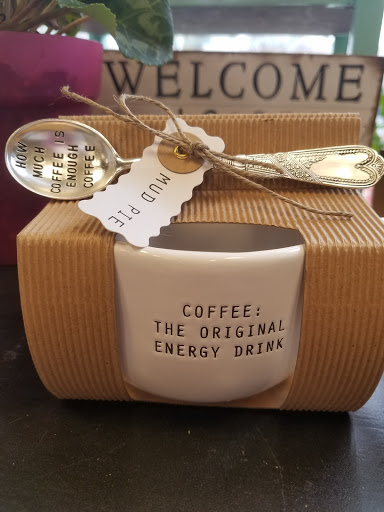 WELCOME
HOW
MUCH
COFFEE IS
ENOUGH
COFFEE
MUD PIE
COFFEE:
THE ORIGINAL
ENERGY DRINK